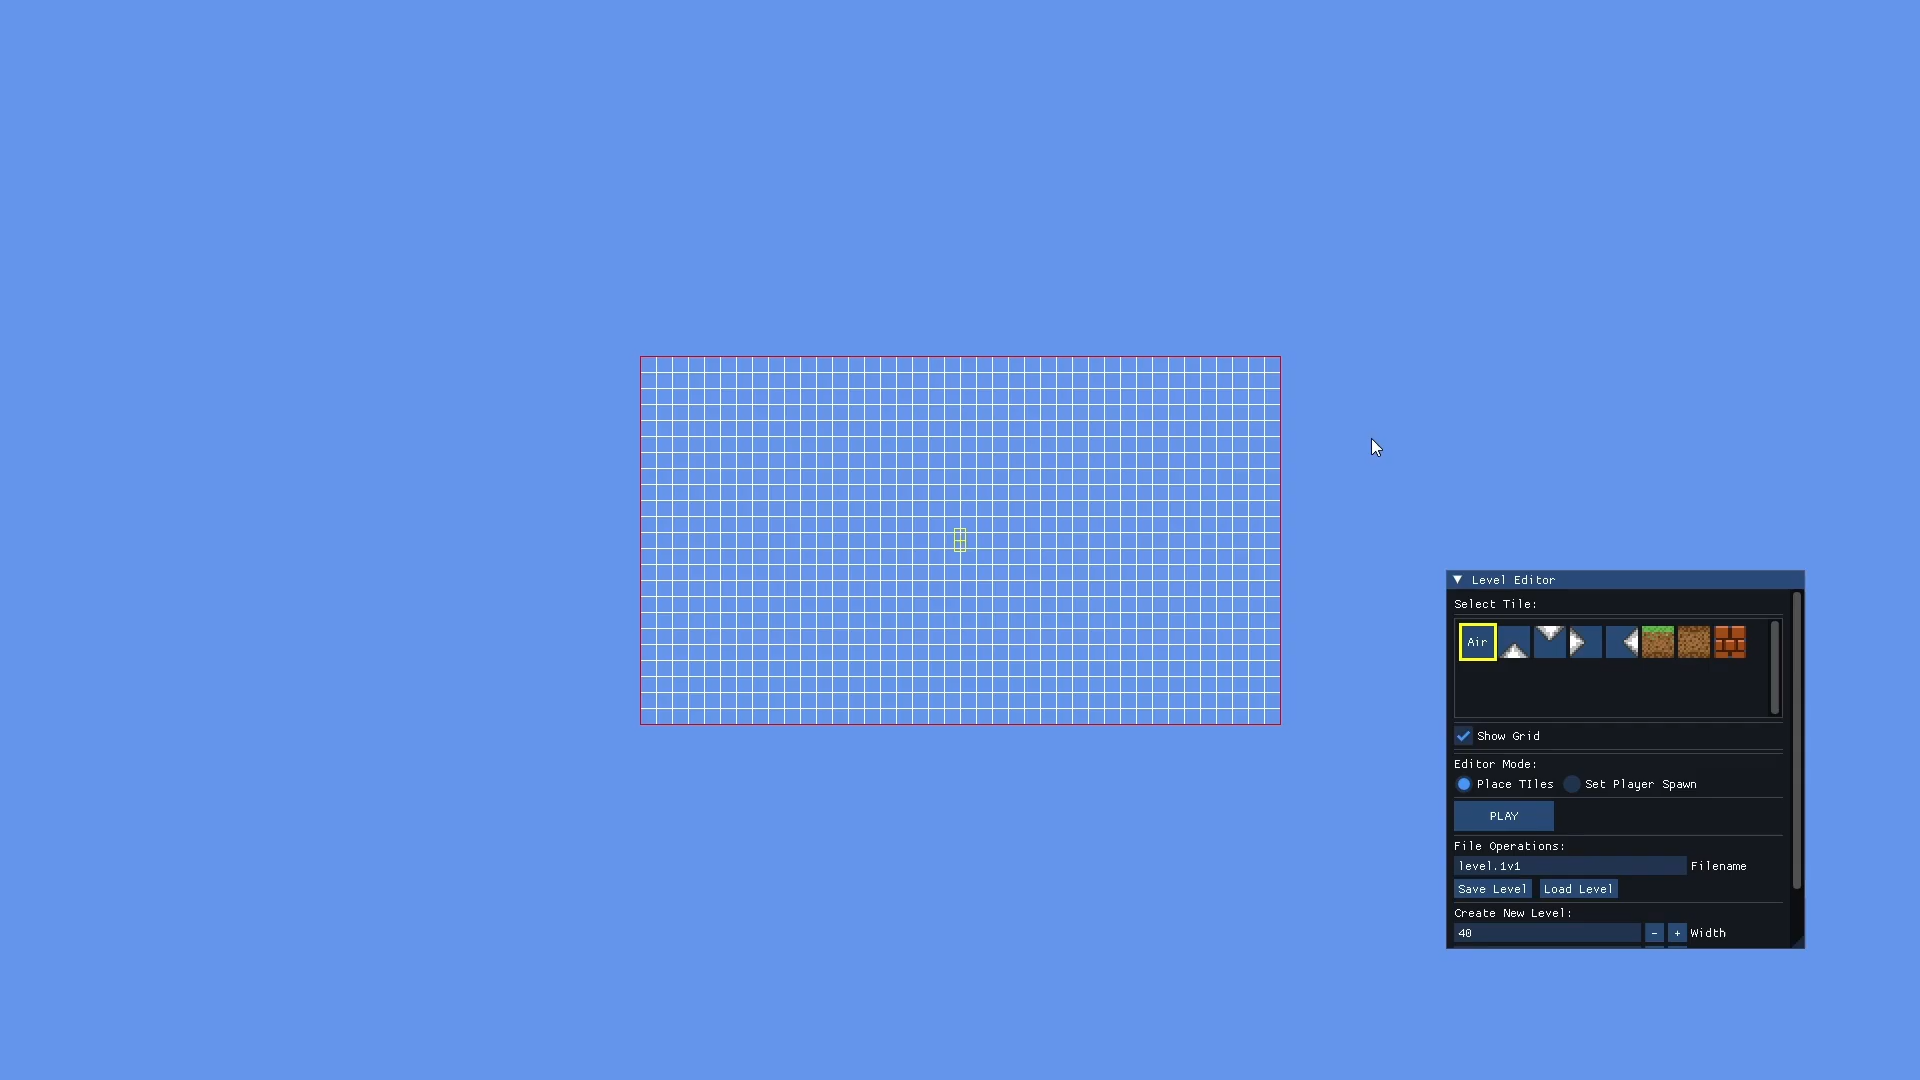 Level Editor
Select Tile:
Air
Show Grid
Editor Mode:
Place TIles Set Player Spawn
PLAY
File Operations:
level.1v1 Filename
Save Level Load Level
Create New Level:
40 - + Width